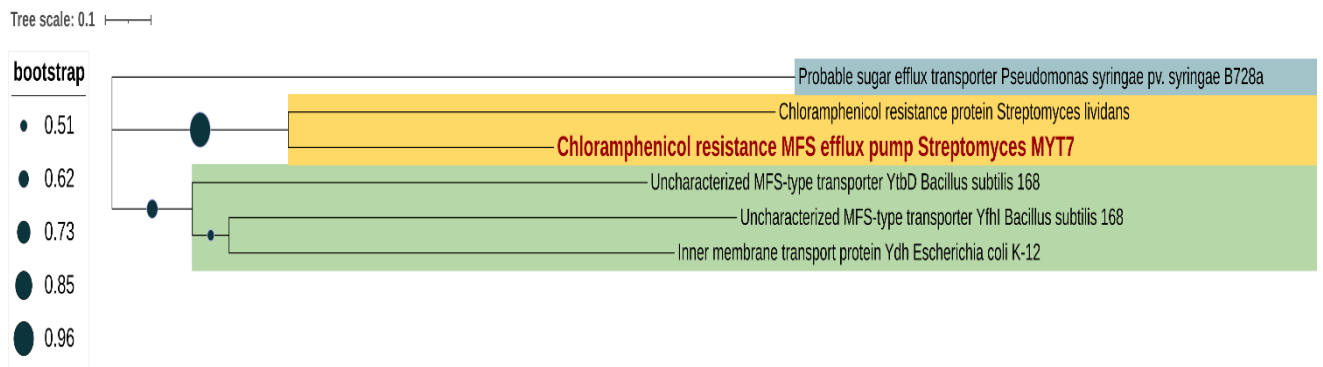 Tree scale: 0.1
bootstrap
0.51
0.62
0.73
0.85
0.96
Probable sugar efflux transporter Pseudomonas syringae pv. syringae B728a
Chloramphenicol resistance protein Streptomyces lividans
Chloramphenicol resistance MFS efflux pump Streptomyces MYT7
Uncharacterized MFS-type transporter YtbD Bacillus subtilis 168
Uncharacterized MFS-type transporter YfhI Bacillus subtilis 168
Inner membrane transport protein Ydh Escherichia coli K-12